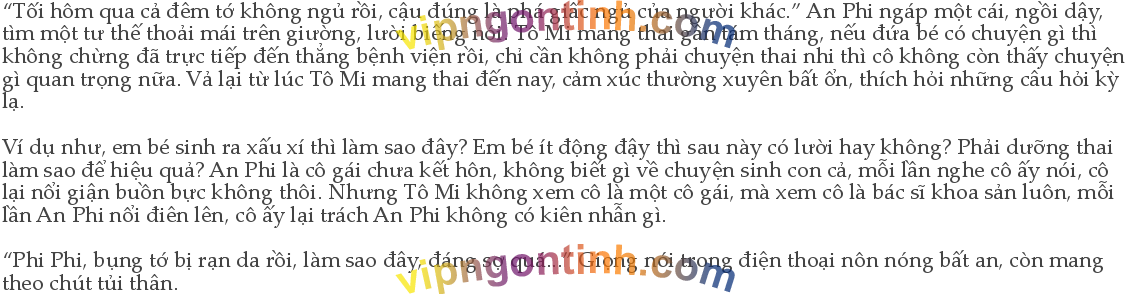 “Tối hôm qua cả đêm tớ không ngủ rồi, cậu đúng là phá giấc ngủ của người khác.” An Phi ngáp một cái, ngồi dậy,
tìm một tư thế thoải mái trên giường, lười biếng nói. Tô Mi mang thai gần tám tháng, nếu đứa bé có chuyện gì thì
không chừng đã trực tiếp đến thẳng bệnh viện rồi, chỉ cần không phải chuyện thai nhi thì cô không còn thấy chuyện
gì quan trọng nữa. Vả lại từ lúc Tô Mi mang thai đến nay, cảm xúc thường xuyên bất ổn, thích hỏi những câu hỏi kỳ
lạ.
Ví dụ như, em bé sinh ra xấu xí thì làm sao đây? Em bé ít động đậy thì sau này có lười hay không? Phải dưỡng thai
làm sao để hiệu quả? An Phi là cô gái chưa kết hôn, không biết gì về chuyện sinh con cả, mỗi lần nghe cô ấy nói, cô
lại nổi giận buồn bực không thôi. Nhưng Tô Mi không xem cô là một cô gái, mà xem cô là bác sĩ khoa sản luôn, mỗi
lần An Phi nổi điên lên, cô ấy lại trách An Phi không có kiên nhẫn gì.
“Phi Phi, bụng tớ bị rạn da rồi, làm sao đây, đáng sợ quá...” Giọng nói trong điện thoại nôn nóng bất an, còn mang
theo chút tủi thân.
vipngontinh.com
vipngontinh.com